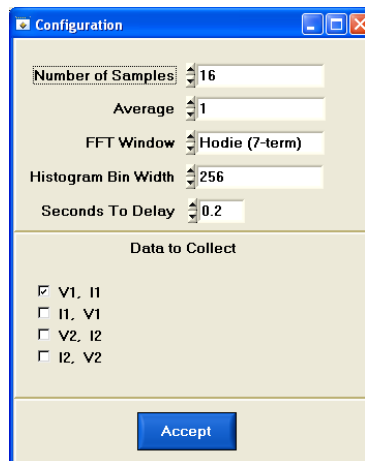 Configuration
Number of Samples 16
Average 1
FFT Window Hodie (7-term)
Histogram Bin Width 256
Seconds To Delay 0.2
Data to Collect
V1, I1
I1, V1
V2, I2
I2, V2
Accept